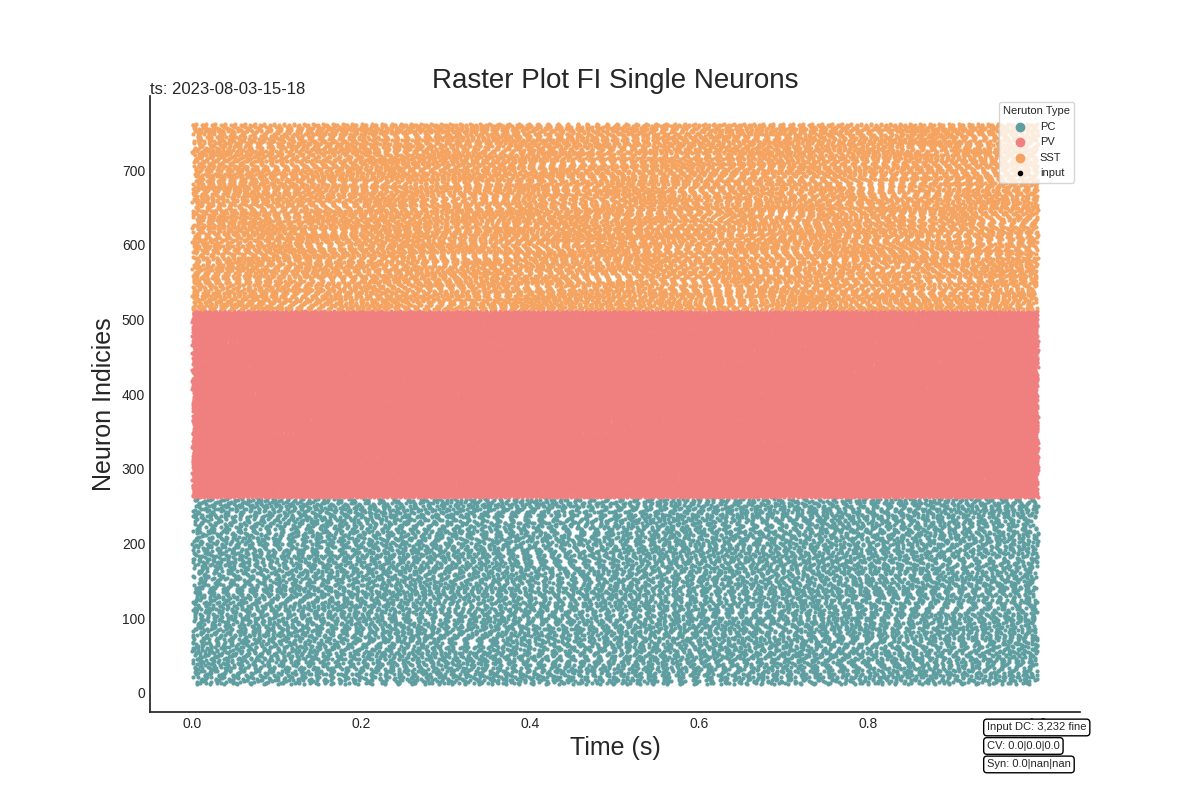 Raster Plot FI Single Neurons
ts: 2023-08-03-15-18
Neruton Type
PC
PV
SST
input
700
600
500
400
300
200
100
0
Neuron Indicies
0.0 0.2 0.4 0.6 0.8
Time (s)
Input DC: 3,232 fine
CV: 0.0|0.0|0.0
Syn: 0.0|nan|nan